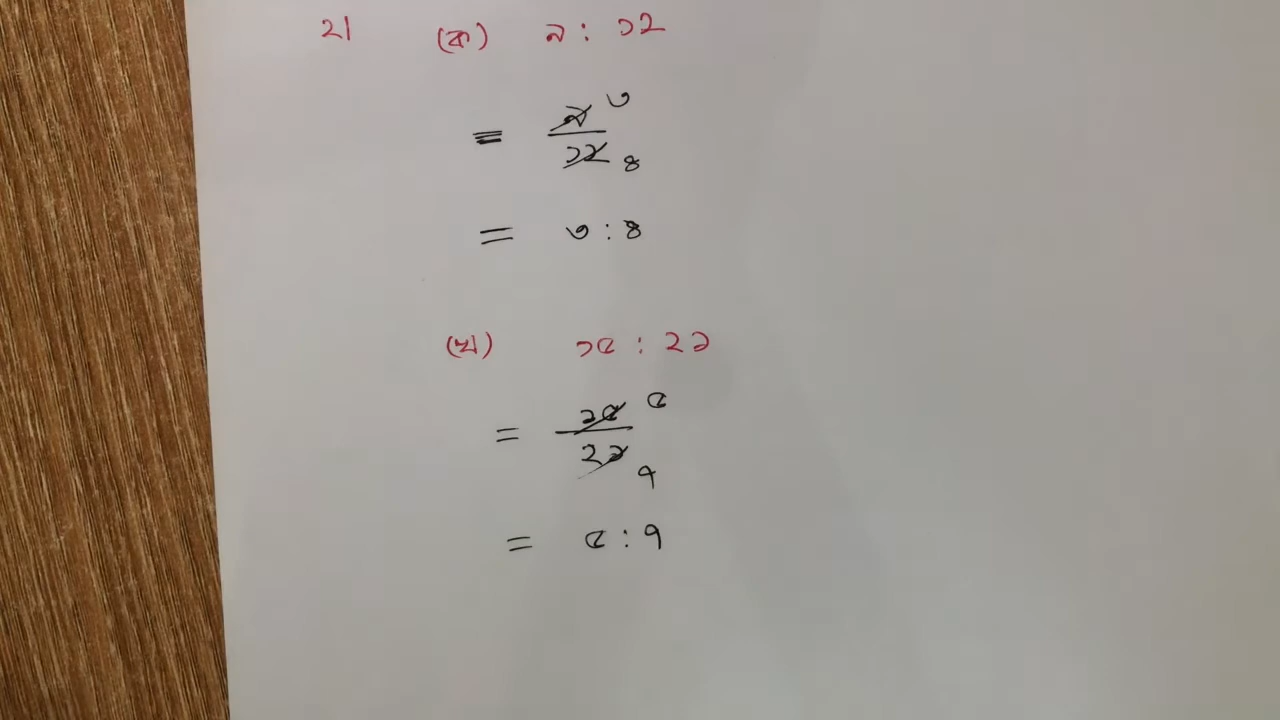 ২। (ক) ৯ : ১২
= ৯ ৩
১২ ৪
= ৩ : ৪
(খ) ১৫ : ২১
= ১৫ ৫
২১ ৭
= ৫ : ৭